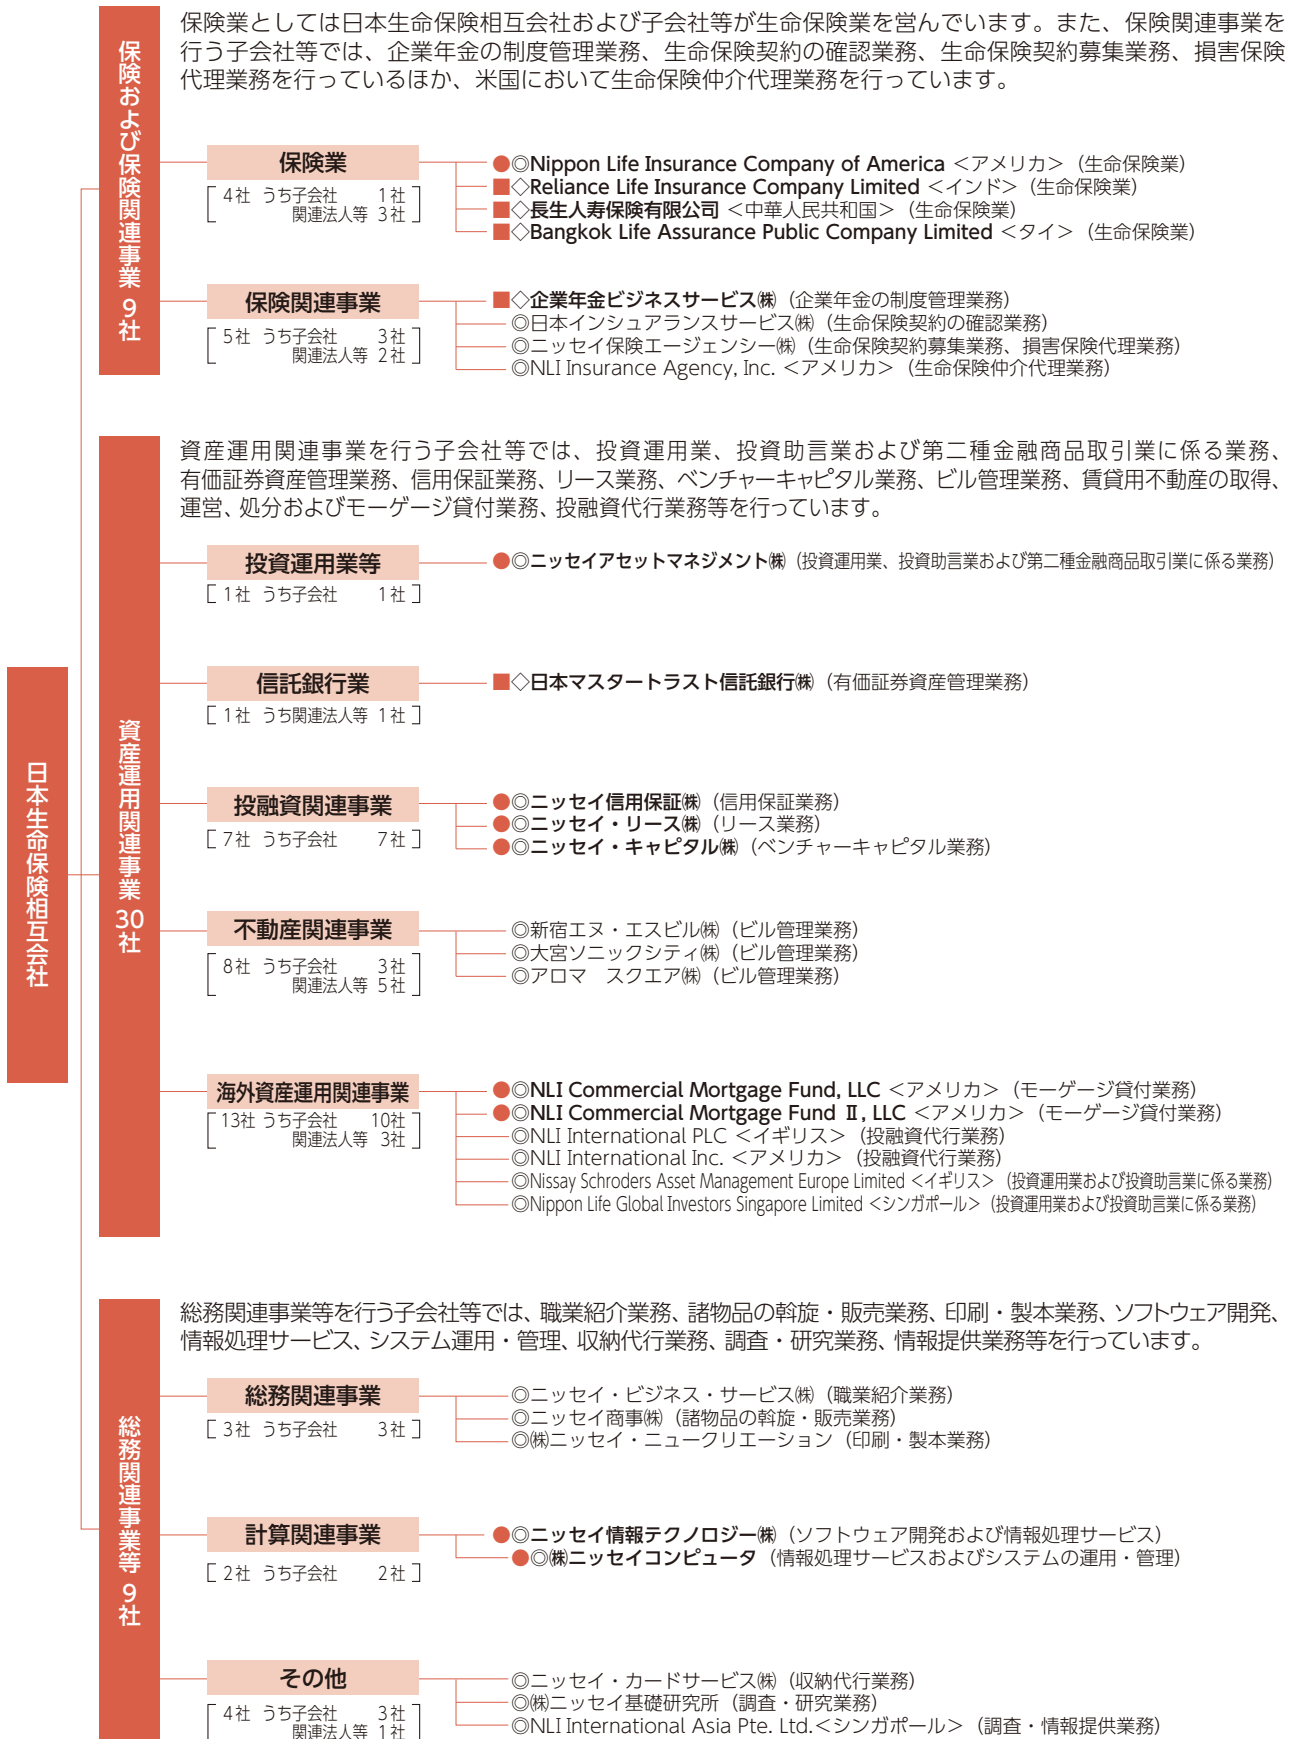 保険業としては日本生命保険相互会社および子会社等が生命保険業を営んでいます。また、保険関連事業を
行う子会社等では、企業年金の制度管理業務、生命保険契約の確認業務、生命保険契約募集業務、損害保険
代理業務を行っているほか、米国において生命保険仲介代理業務を行っています。
保険および保険関連事業 9社
保険業
[4社 うち子会社 1社
関連法人等 3社]
●◎Nippon Life Insurance Company of America <アメリカ> (生命保険業)
■◇Reliance Life Insurance Company Limited <インド> (生命保険業)
■◇長生人寿保険有限公司 <中華人民共和国> (生命保険業)
■◇Bangkok Life Assurance Public Company Limited <タイ> (生命保険業)
保険関連事業
[5社 うち子会社 3社
関連法人等 2社]
■◇企業年金ビジネスサービス㈱ (企業年金の制度管理業務)
◎日本インシュアランスサービス㈱ (生命保険契約の確認業務)
◎ニッセイ保険エージェンシー㈱ (生命保険契約募集業務、損害保険代理業務)
◎NLI Insurance Agency, Inc. <アメリカ> (生命保険仲介代理業務)
日本生命保険相互会社
資産運用関連事業 30社
資産運用関連事業を行う子会社等では、投資運用業、投資助言業および第二種金融商品取引業に係る業務、
有価証券資産管理業務、信用保証業務、リース業務、ベンチャーキャピタル業務、ビル管理業務、賃貸用不動産の取得、
運営、処分およびモーゲージ貸付業務、投融資代行業務等を行っています。
投資運用業等
[1社 うち子会社 1社]
●◎ニッセイアセットマネジメント㈱ (投資運用業、投資助言業および第二種金融商品取引業に係る業務)
信託銀行業
[1社 うち関連法人等 1社]
■◇日本マスタートラスト信託銀行㈱ (有価証券資産管理業務)
投融資関連事業
[7社 うち子会社 7社]
●◎ニッセイ信用保証㈱ (信用保証業務)
●◎ニッセイ・リース㈱ (リース業務)
●◎ニッセイ・キャピタル㈱ (ベンチャーキャピタル業務)
不動産関連事業
[8社 うち子会社 3社
関連法人等 5社]
◎新宿エヌ・エスビル㈱ (ビル管理業務)
◎大宮ソニックシティ㈱ (ビル管理業務)
◎アロマ スクエア㈱ (ビル管理業務)
海外資産運用関連事業
[13社 うち子会社 10社
関連法人等 3社]
●◎NLI Commercial Mortgage Fund, LLC <アメリカ> (モーゲージ貸付業務)
●◎NLI Commercial Mortgage Fund Ⅱ, LLC <アメリカ> (モーゲージ貸付業務)
◎NLI International PLC <イギリス> (投融資代行業務)
◎NLI International Inc. <アメリカ> (投融資代行業務)
◎Nissay Schroders Asset Management Europe Limited <イギリス> (投資運用業および投資助言業に係る業務)
◎Nippon Life Global Investors Singapore Limited <シンガポール> (投資運用業および投資助言業に係る業務)
総務関連事業等 9社
総務関連事業等を行う子会社等では、職業紹介業務、諸物品の斡旋・販売業務、印刷・製本業務、ソフトウェア開発、
情報処理サービス、システム運用・管理、収納代行業務、調査・研究業務、情報提供業務等を行っています。
総務関連事業
[3社 うち子会社 3社]
◎ニッセイ・ビジネス・サービス㈱ (職業紹介業務)
◎ニッセイ商事㈱ (諸物品の斡旋・販売業務)
◎㈱ニッセイ・ニュークリエーション (印刷・製本業務)
計算関連事業
[2社 うち子会社 2社]
●◎ニッセイ情報テクノロジー㈱ (ソフトウェア開発および情報処理サービス)
●◎㈱ニッセイコンピュータ (情報処理サービスおよびシステムの運用・管理)
その他
[4社 うち子会社 3社
関連法人等 1社]
◎ニッセイ・カードサービス㈱ (収納代行業務)
◎㈱ニッセイ基礎研究所 (調査・研究業務)
◎NLI International Asia Pte. Ltd.<シンガポール> (調査・情報提供業務)